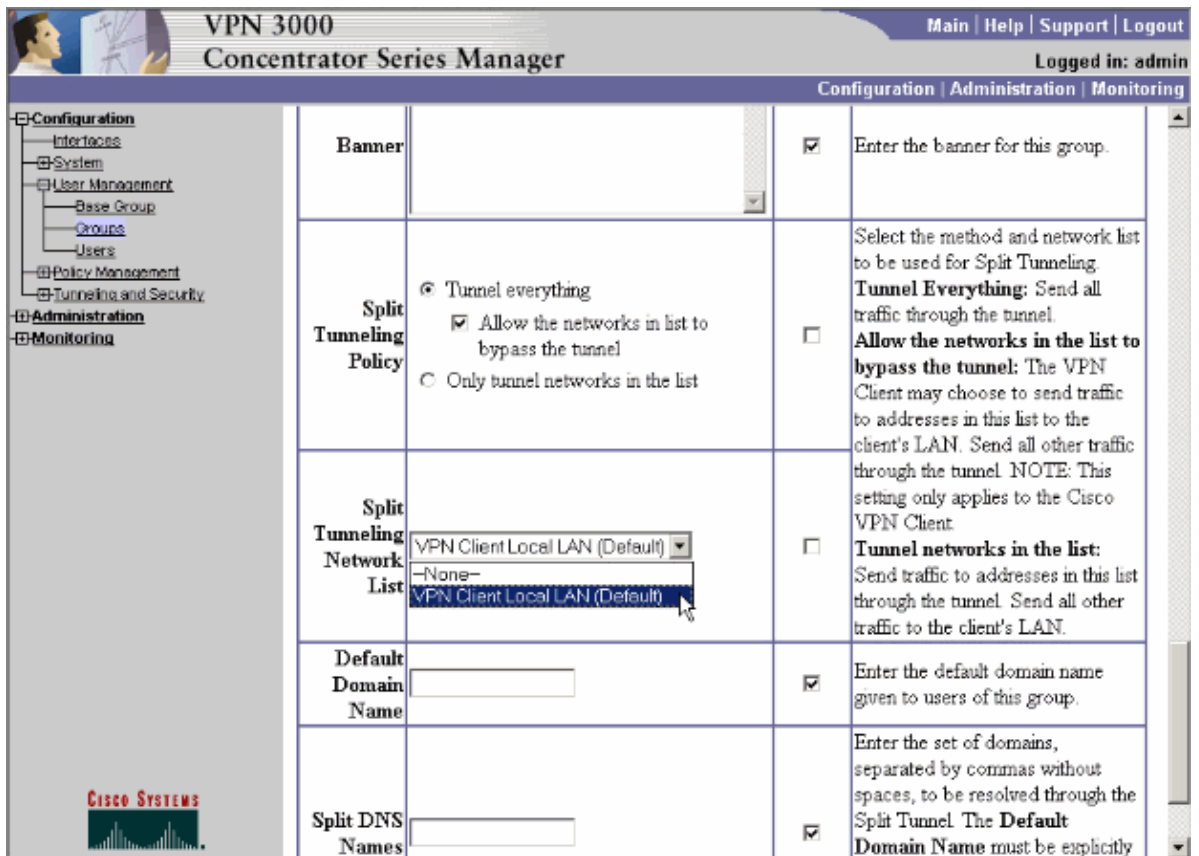 VPN 3000
Concentrator Series Manager
Main | Help | Support | Logout
Logged in: admin
Configuration | Administration | Monitoring
Configuration
Interfaces
System
User Management
Base Group
Groups
Users
Policy Management
Tunneling and Security
Administration
Monitoring
CISCO SYSTEMS
Banner
Enter the banner for this group.
Split
Tunneling
Policy
Tunnel everything
Allow the networks in list to
bypass the tunnel
Only tunnel networks in the list
Select the method and network list
to be used for Split Tunneling.
Tunnel Everything: Send all
traffic through the tunnel.
Allow the networks in the list to
bypass the tunnel: The VPN
Client may choose to send traffic
to addresses in this list to the
client's LAN. Send all other traffic
through the tunnel. NOTE: This
setting only applies to the Cisco
VPN Client.
Tunnel networks in the list:
Send traffic to addresses in this list
through the tunnel. Send all other
traffic to the client's LAN.
Split
Tunneling
Network
List
VPN Client Local LAN (Default)
--None--
VPN Client Local LAN (Default)
Default
Domain
Name
Enter the default domain name
given to users of this group.
Split DNS
Names
Enter the set of domains,
separated by commas without
spaces, to be resolved through the
Split Tunnel. The Default
Domain Name must be explicitly